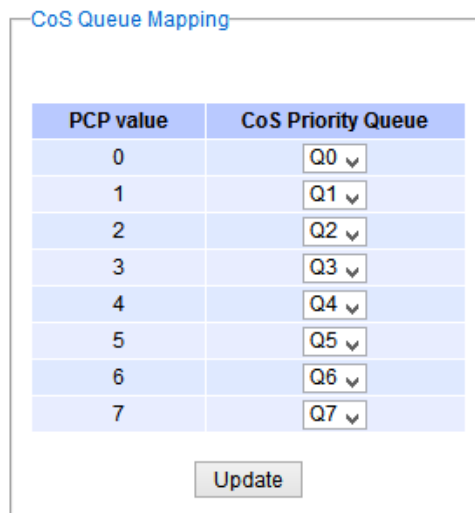 CoS Queue Mapping
PCP value CoS Priority Queue
0 Q0
1 Q1
2 Q2
3 Q3
4 Q4
5 Q5
6 Q6
7 Q7
Update